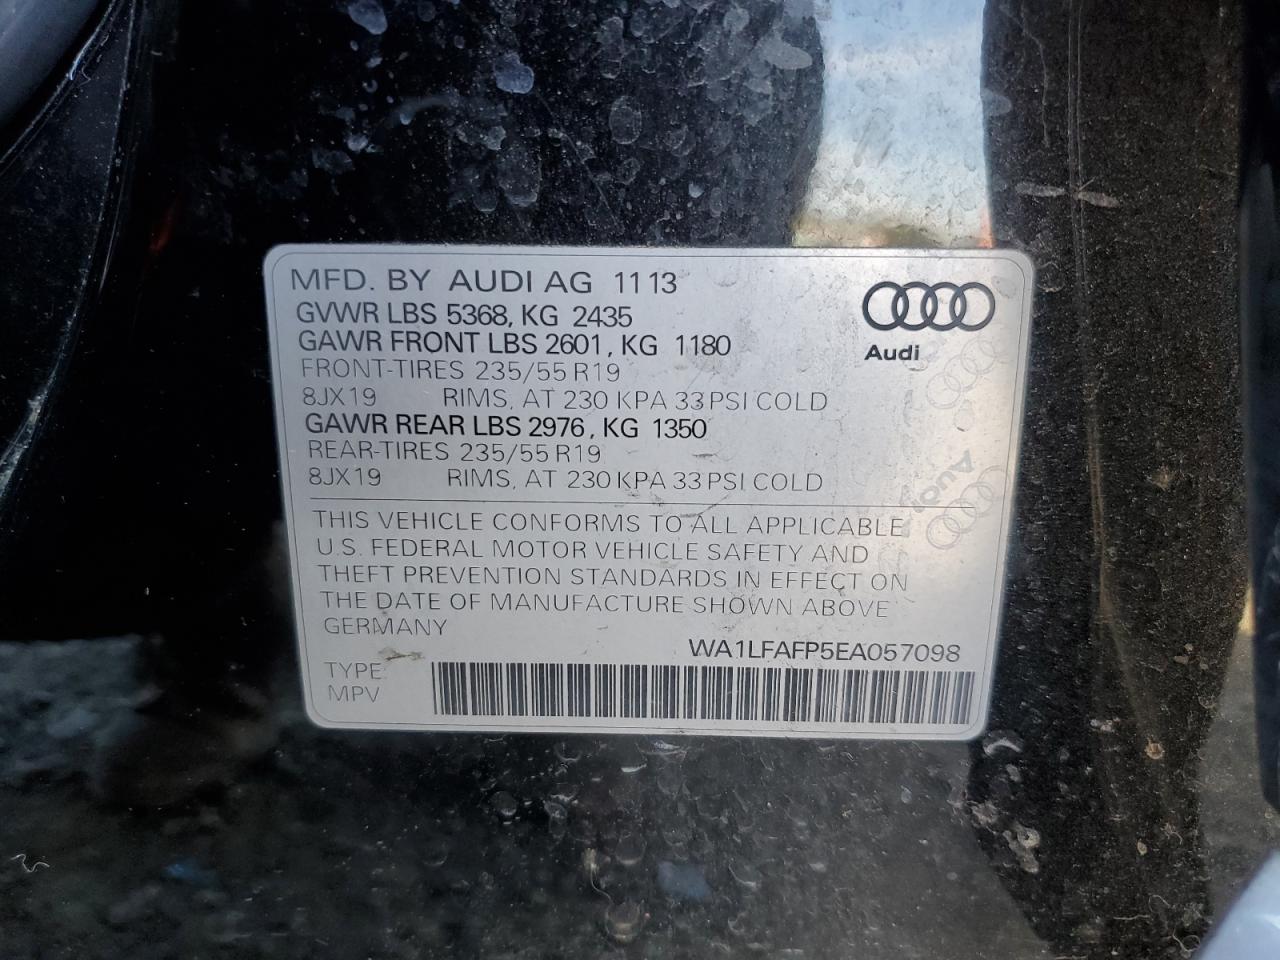 MFD. BY AUDI AG 11 13
GVWR LBS 5368, KG 2435
GAWR FRONT LBS 2601, KG 1180
FRONT-TIRES 235/55 R19
8JX19 RIMS, AT 230 KPA 33 PSI COLD
GAWR REAR LBS 2976, KG 1350
REAR-TIRES 235/55 R19
8JX19 RIMS, AT 230 KPA 33 PSI COLD
Audi
Audi
THIS VEHICLE CONFORMS TO ALL APPLICABLE
U.S. FEDERAL MOTOR VEHICLE SAFETY AND
THEFT PREVENTION STANDARDS IN EFFECT ON
THE DATE OF MANUFACTURE SHOWN ABOVE
GERMANY
WA1LFAFP5EA057098
TYPE
MPV